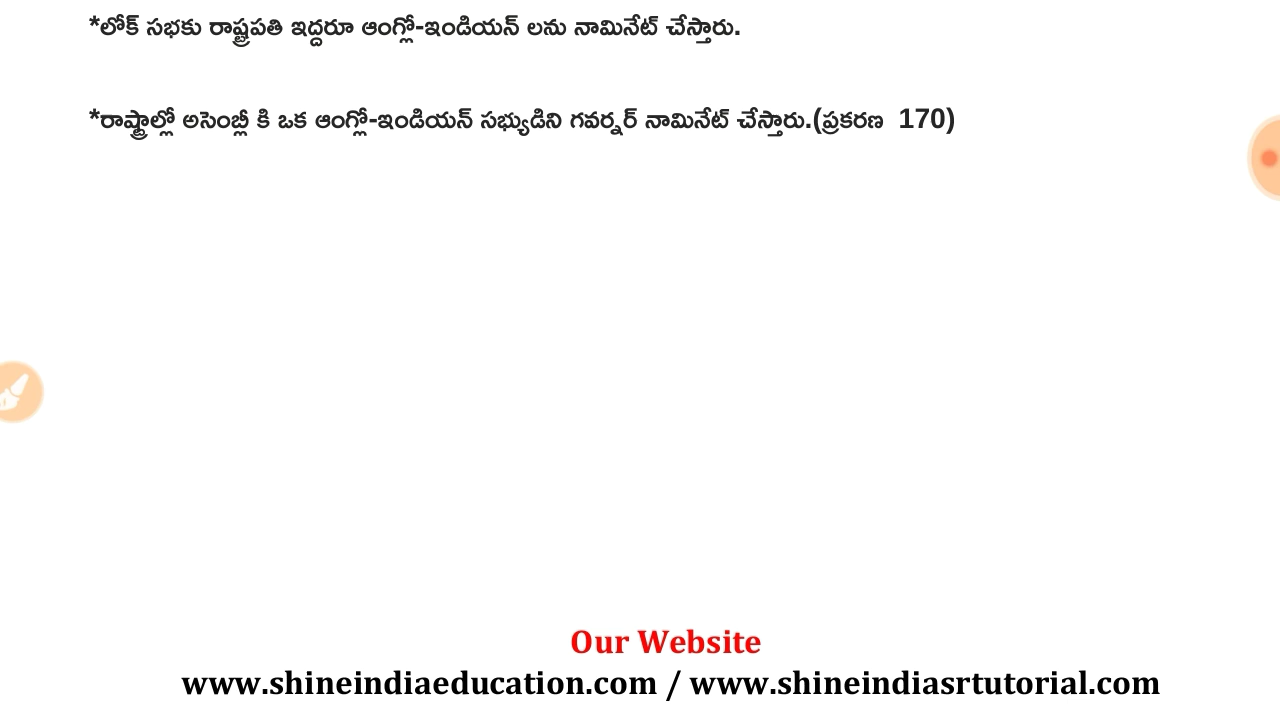 *లోక్ సభకు రాష్ట్రపతి ఇద్దరూ ఆంగ్లో-ఇండియన్ లను నామినేట్ చేస్తారు.
*రాష్ట్రాల్లో అసెంబ్లీ కి ఒక ఆంగ్లో-ఇండియన్ సభ్యుడిని గవర్నర్ నామినేట్ చేస్తారు.(ప్రకరణ 170)
Our Website
www.shineindiaeducation.com / www.shineindiasrtutorial.com